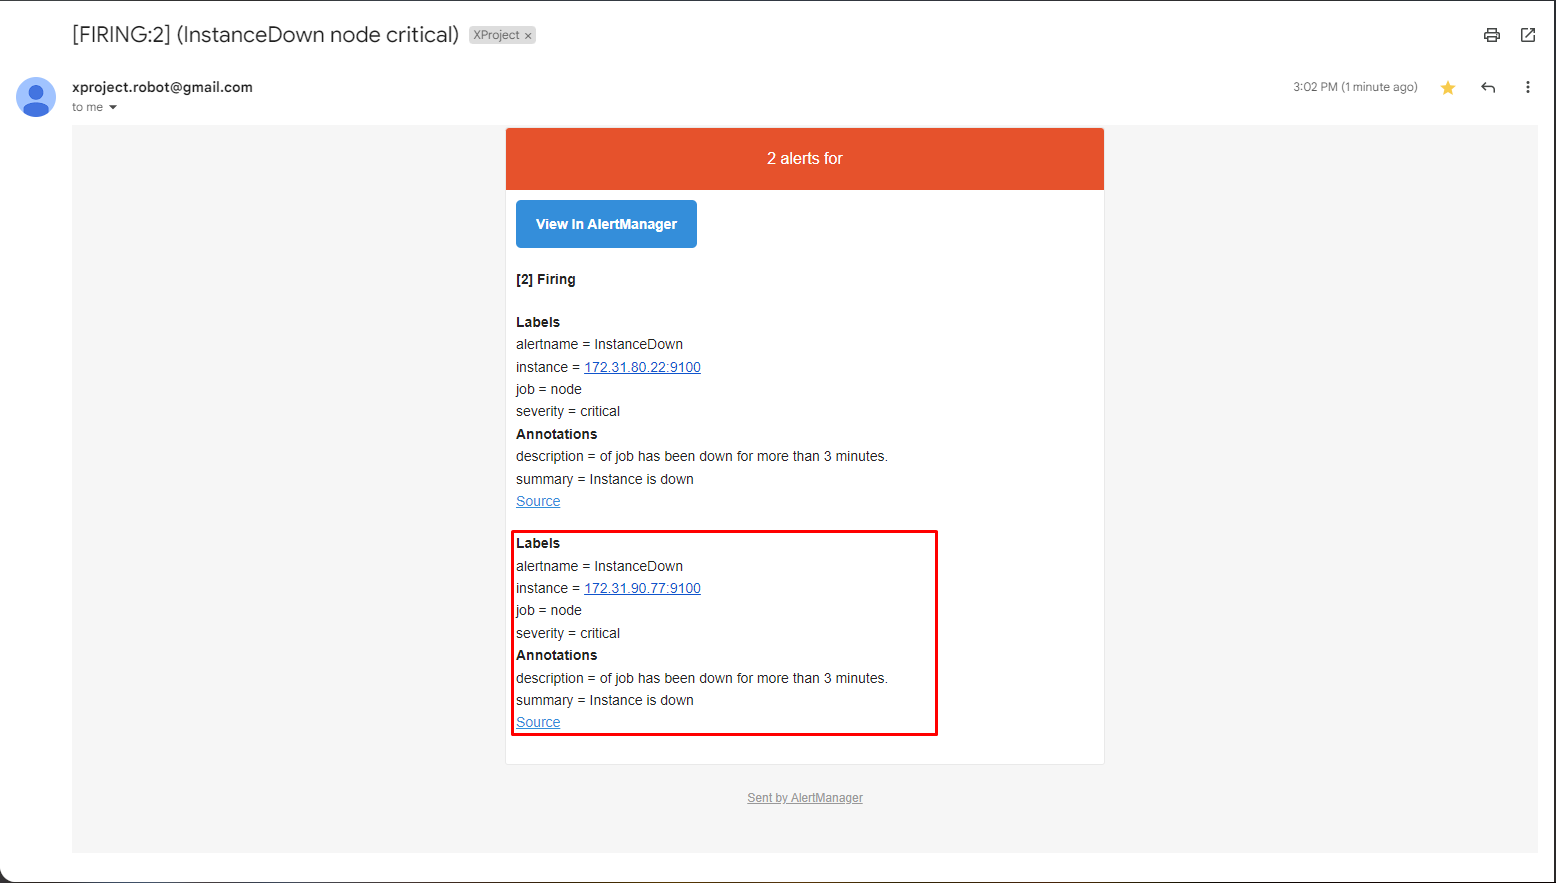 [FIRING:2] (InstanceDown node critical) XProject ×
xproject.robot@gmail.com
3:02 PM (1 minute ago)
to me
2 alerts for
View In AlertManager
[2] Firing
Labels
alertname = InstanceDown
instance = 172.31.80.22:9100
job = node
severity = critical
Annotations
description = of job has been down for more than 3 minutes.
summary = Instance is down
Source
Labels
alertname = InstanceDown
instance = 172.31.90.77:9100
job = node
severity = critical
Annotations
description = of job has been down for more than 3 minutes.
summary = Instance is down
Source
Sent by AlertManager